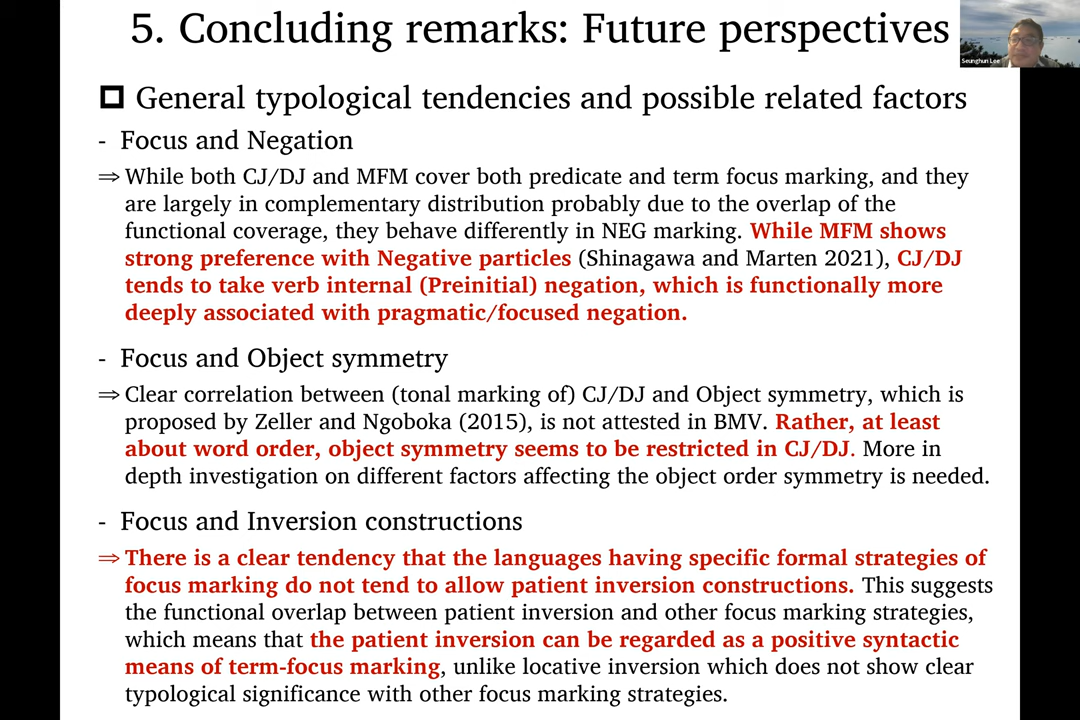 5. Concluding remarks: Future perspectives
Seunghun Lee
General typological tendencies and possible related factors
- Focus and Negation
⇒ While both CJ/DJ and MFM cover both predicate and term focus marking, and they
are largely in complementary distribution probably due to the overlap of the
functional coverage, they behave differently in NEG marking. While MFM shows
strong preference with Negative particles (Shinagawa and Marten 2021), CJ/DJ
tends to take verb internal (Preinitial) negation, which is functionally more
deeply associated with pragmatic/focused negation.
- Focus and Object symmetry
⇒ Clear correlation between (tonal marking of) CJ/DJ and Object symmetry, which is
proposed by Zeller and Ngoboka (2015), is not attested in BMV. Rather, at least
about word order, object symmetry seems to be restricted in CJ/DJ. More in
depth investigation on different factors affecting the object order symmetry is needed.
- Focus and Inversion constructions
⇒ There is a clear tendency that the languages having specific formal strategies of
focus marking do not tend to allow patient inversion constructions. This suggests
the functional overlap between patient inversion and other focus marking strategies,
which means that the patient inversion can be regarded as a positive syntactic
means of term-focus marking, unlike locative inversion which does not show clear
typological significance with other focus marking strategies.